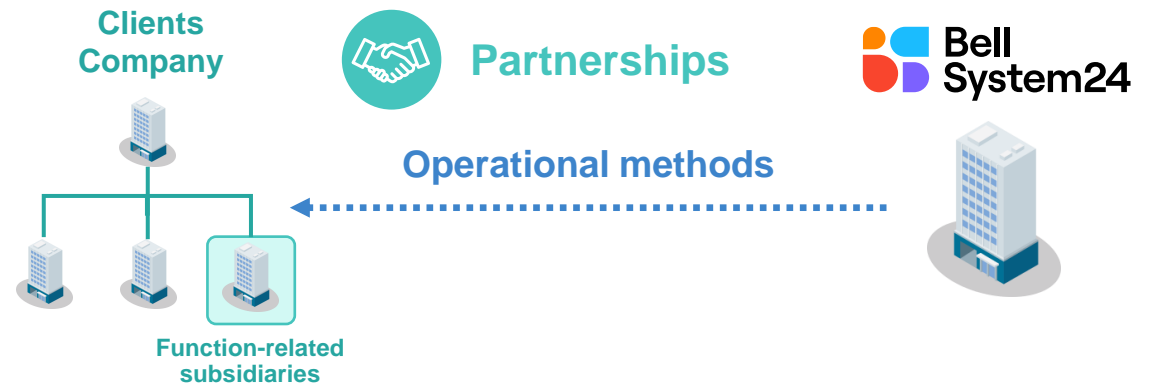 Clients
Company
Partnerships
Bell
System24
Operational methods
Function-related
subsidiaries